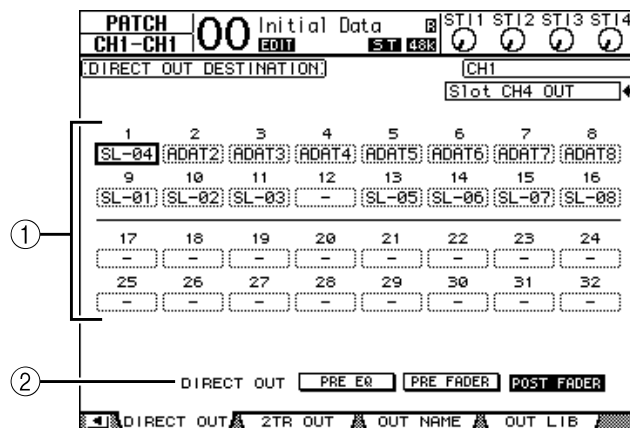 PATCH
CH1-CH1
00 Initial Data
EDIT ST 48K
STI1 STI2 STI3 STI4
DIRECT OUT DESTINATION
CH1
Slot CH4 OUT
1 2 3 4 5 6 7 8
SL-04 ADAT2 ADAT3 ADAT4 ADAT5 ADAT6 ADAT7 ADAT8
9 10 11 12 13 14 15 16
SL-01 SL-02 SL-03 - SL-05 SL-06 SL-07 SL-08
1
17 18 19 20 21 22 23 24
- - - - - - - -
25 26 27 28 29 30 31 32
- - - - - - - -
2
DIRECT OUT PRE EQ PRE FADER POST FADER
DIRECT OUT 2TR OUT OUT NAME OUT LIB